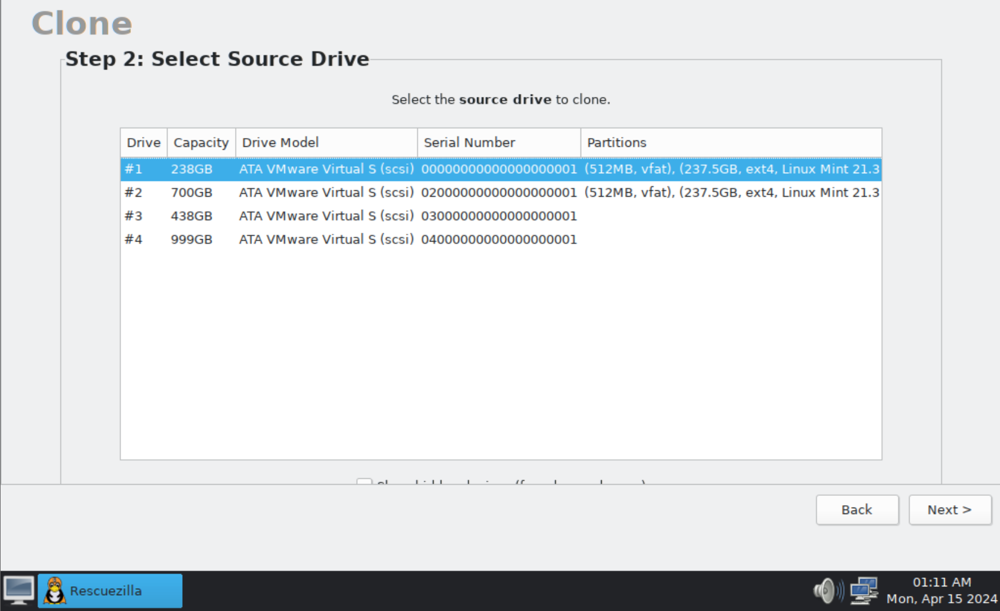 Clone
Step 2: Select Source Drive
Select the source drive to clone.
Drive Capacity Drive Model Serial Number Partitions
#1 238GB ATA VMware Virtual S (scsi) 00000000000000000001 (512MB, vfat), (237.5GB, ext4, Linux Mint 21.3
#2 700GB ATA VMware Virtual S (scsi) 02000000000000000001 (512MB, vfat), (237.5GB, ext4, Linux Mint 21.3
#3 438GB ATA VMware Virtual S (scsi) 03000000000000000001
#4 999GB ATA VMware Virtual S (scsi) 04000000000000000001
Back Next >
Rescuezilla
01:11 AM
Mon, Apr 15 2024